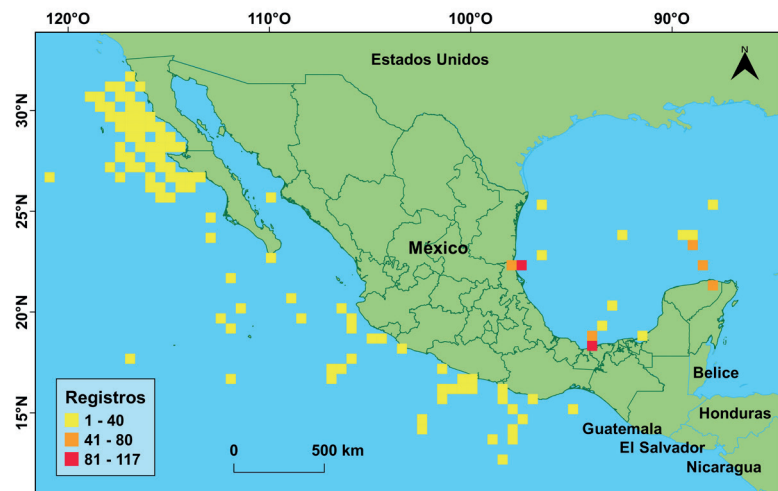 120°O 110°O 100°O 90°O
Estados Unidos
N
30°N
25°N
México
20°N
15°N
Belice
Honduras
Guatemala
El Salvador
Nicaragua
Registros
1 - 40
41 - 80
81 - 117
0 500 km